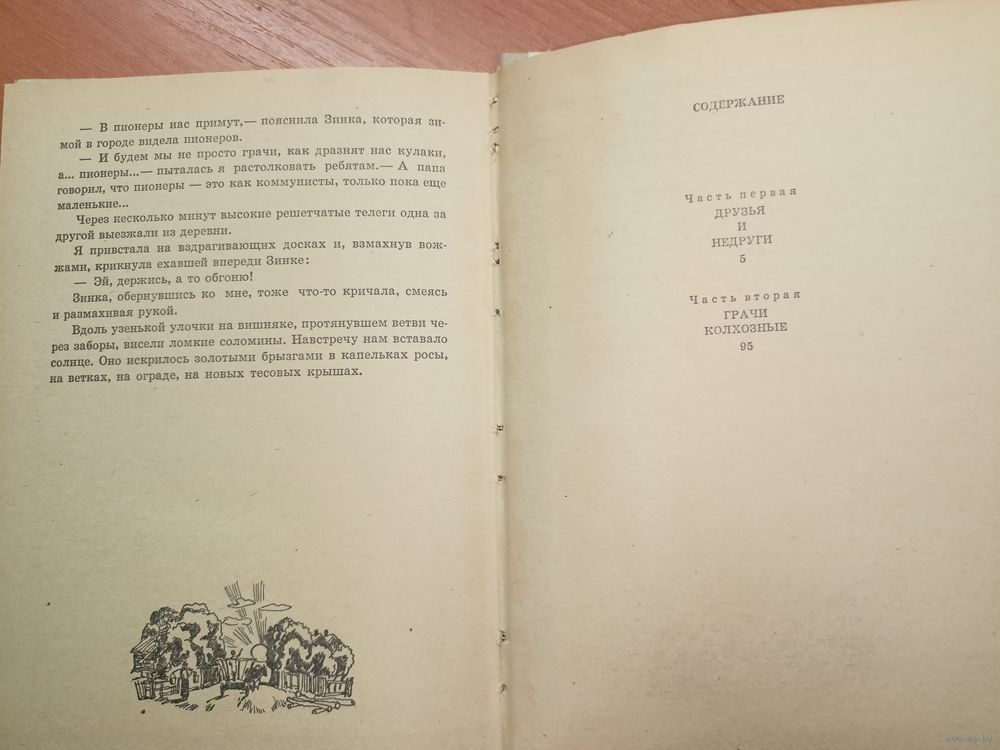 — В пионеры нас примут,— пояснила Зинка, которая зи-
мой в городе видела пионеров.
— И будем мы не просто грачи, как дразнят нас кулаки,
а... пионеры...— пыталась я растолковать ребятам.— А папа
говорил, что пионеры — это как коммунисты, только пока еще
маленькие...
Через несколько минут высокие решетчатые телеги одна за
другой выезжали из деревни.
Я привстала на вздрагивающих досках и, взмахнув вож-
жами, крикнула ехавшей впереди Зинке:
— Эй, держись, а то обгоню!
Зинка, обернувшись ко мне, тоже что-то кричала, смеясь
и размахивая рукой.
Вдоль узенькой улочки на вишняке, протянувшем ветви че-
рез заборы, висели ломкие соломины. Навстречу нам вставало
солнце. Оно искрилось золотыми брызгами в капельках росы,
на ветках, на ограде, на новых тесовых крышах.
СОДЕРЖАНИЕ
Часть первая
ДРУЗЬЯ
И
НЕДРУГИ
5
Часть вторая
ГРАЧИ
КОЛХОЗНЫЕ
95
www.ay.by